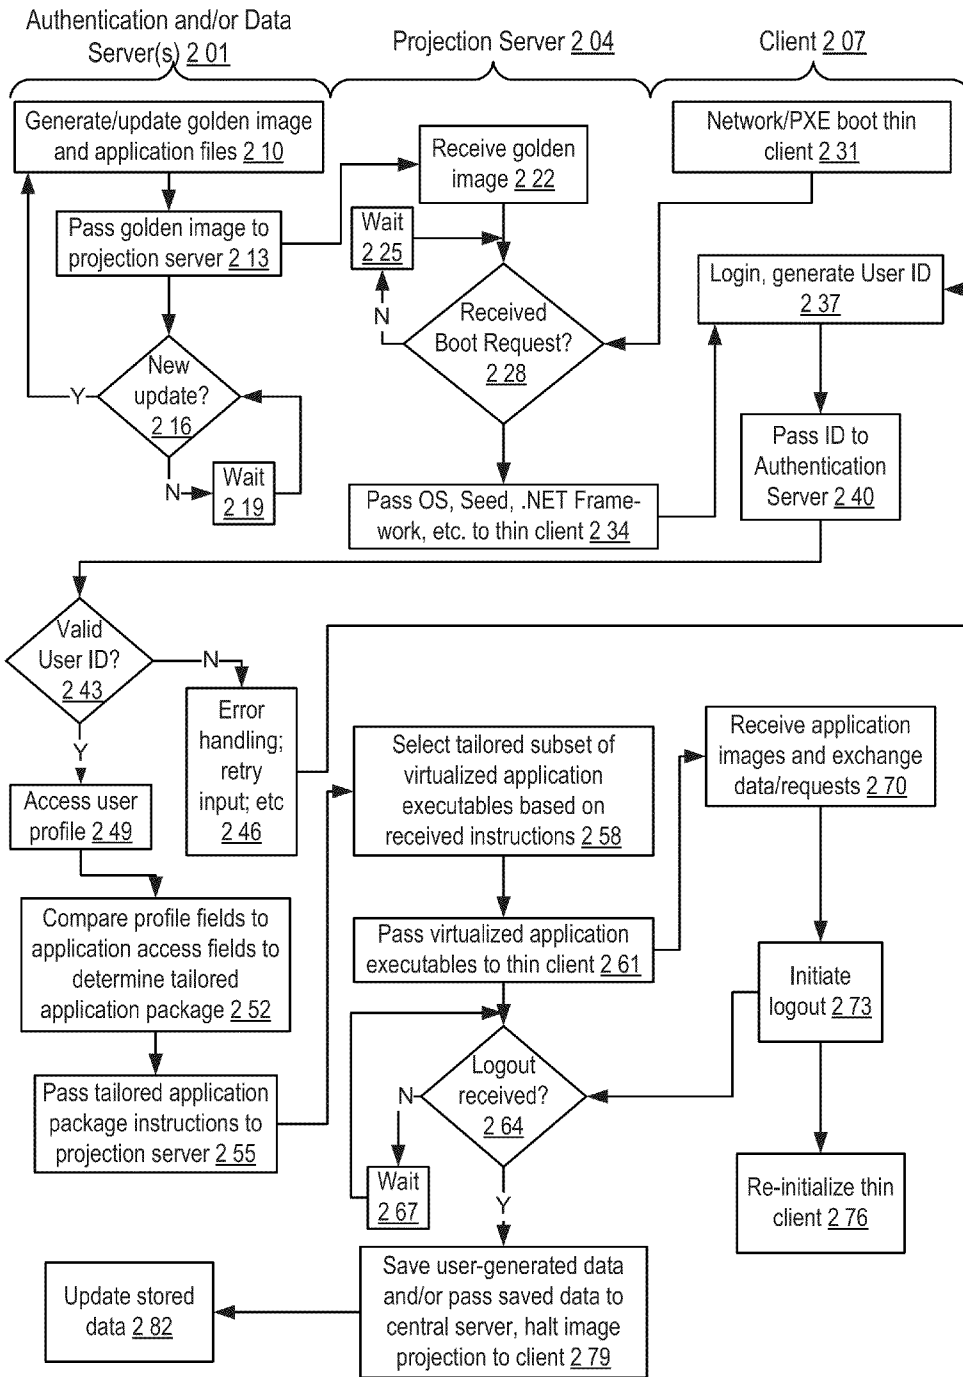 Authentication and/or Data
Server(s) 2 01
Projection Server 2 04
Client 2 07
Generate/update golden image
and application files 2 10
Receive golden
image 2 22
Network/PXE boot thin
client 2 31
Pass golden image to
projection server 2 13
Wait
2 25
Login, generate User ID
2 37
N
Received
Boot Request?
2 28
New
update?
2 16
Y
N
Wait
2 19
Pass ID to
Authentication
Server 2 40
Pass OS, Seed, .NET Frame-
work, etc. to thin client 2 34
Valid
User ID?
2 43
N
Y
Error
handling;
retry
input; etc
2 46
Select tailored subset of
virtualized application
executables based on
received instructions 2 58
Receive application
images and exchange
data/requests 2 70
Access user
profile 2 49
Compare profile fields to
application access fields to
determine tailored
application package 2 52
Pass virtualized application
executables to thin client 2 61
Initiate
logout 2 73
Pass tailored application
package instructions to
projection server 2 55
Logout
received?
2 64
N
Wait
2 67
Y
Re-initialize thin
client 2 76
Save user-generated data
and/or pass saved data to
central server, halt image
projection to client 2 79
Update stored
data 2 82